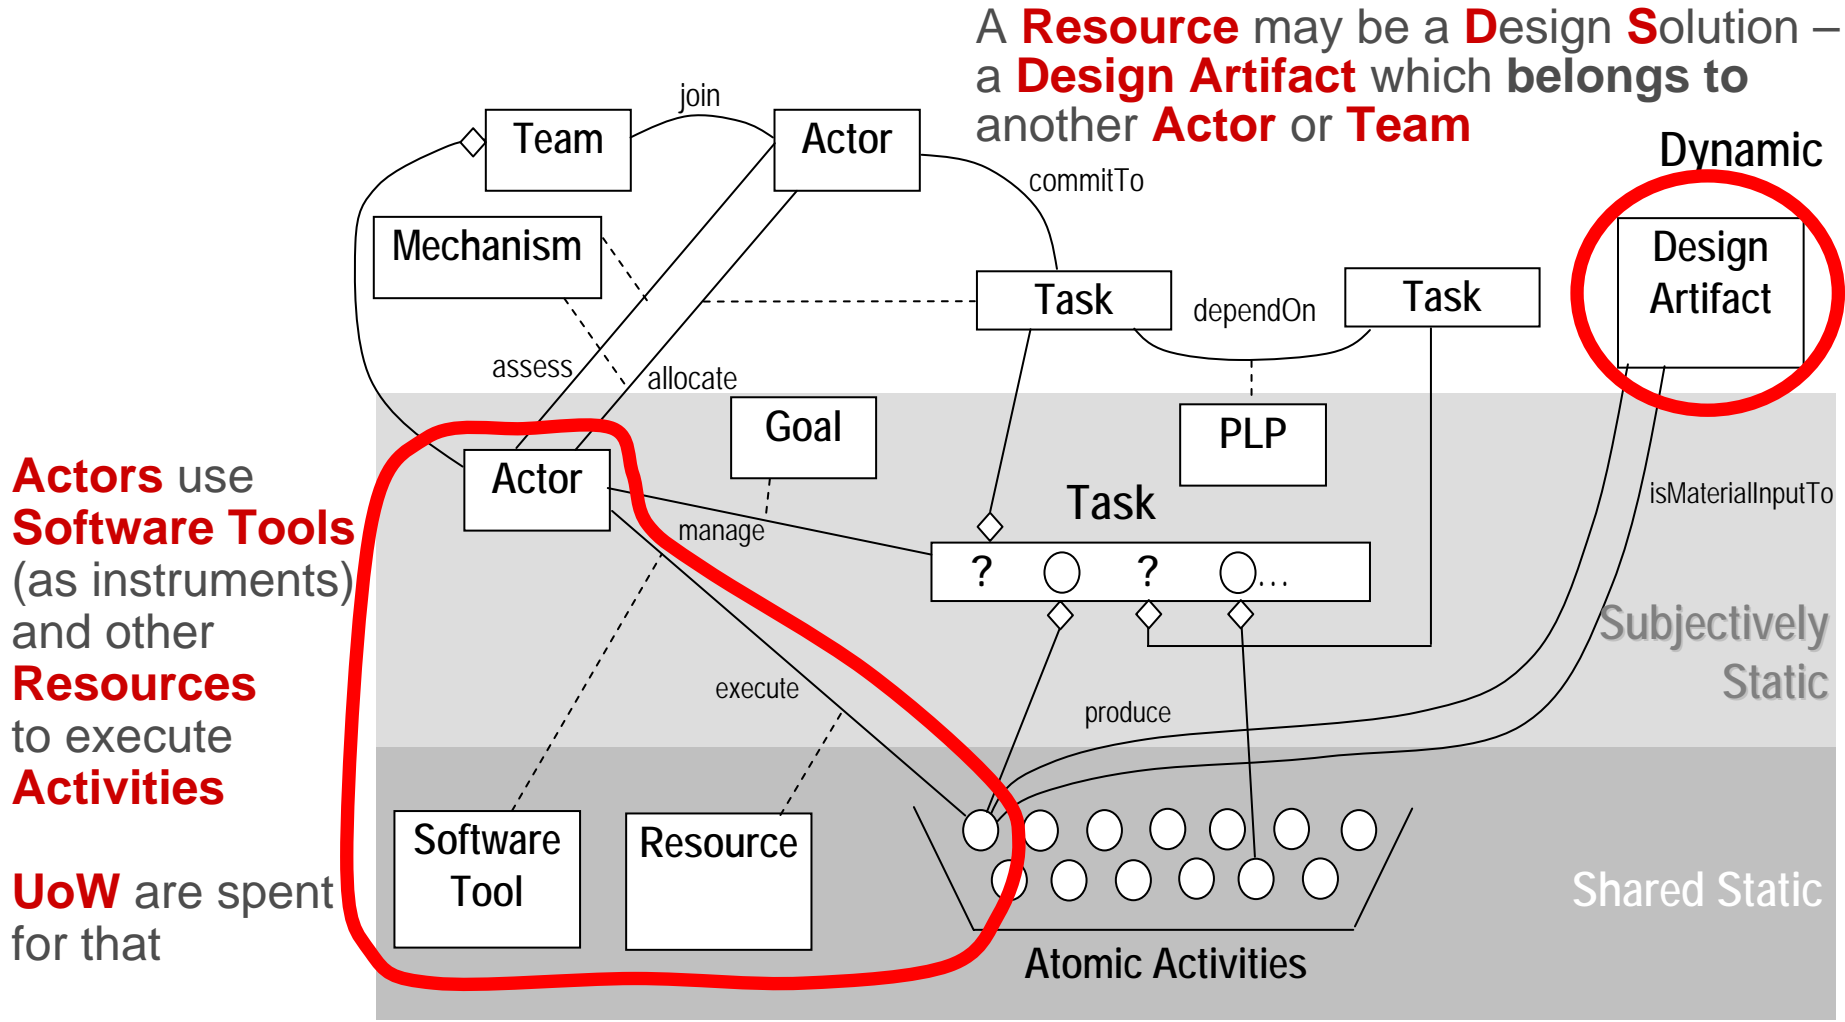 A Resource may be a Design Solution –
a Design Artifact which belongs to
another Actor or Team
join
Team
Actor
Dynamic
commitTo
Mechanism
Design
Artifact
Task
dependOn
Task
assess
allocate
Goal
PLP
Actors use
Software Tools
(as instruments)
and other
Resources
to execute
Activities
UoW are spent
for that
Actor
manage
Task
isMaterialInputTo
? ? ...
Subjectively
Static
execute
produce
Software
Tool
Resource
Shared Static
Atomic Activities